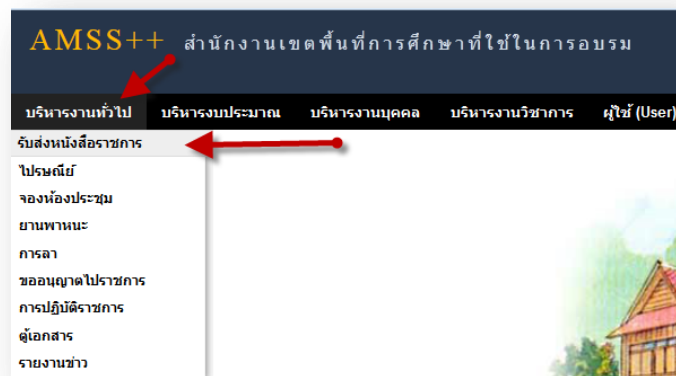 AMSS++ สำนักงานเขตพื้นที่การศึกษาที่ใช้ในการอบรม
บริหารงานทั่วไป บริหารงบประมาณ บริหารงานบุคคล บริหารงานวิชาการ ผู้ใช้ (User)
รับส่งหนังสือราชการ
ไปรษณีย์
จองห้องประชุม
ยานพาหนะ
การลา
ขออนุญาตไปราชการ
การปฏิบัติราชการ
ตู้เอกสาร
รายงานข่าว